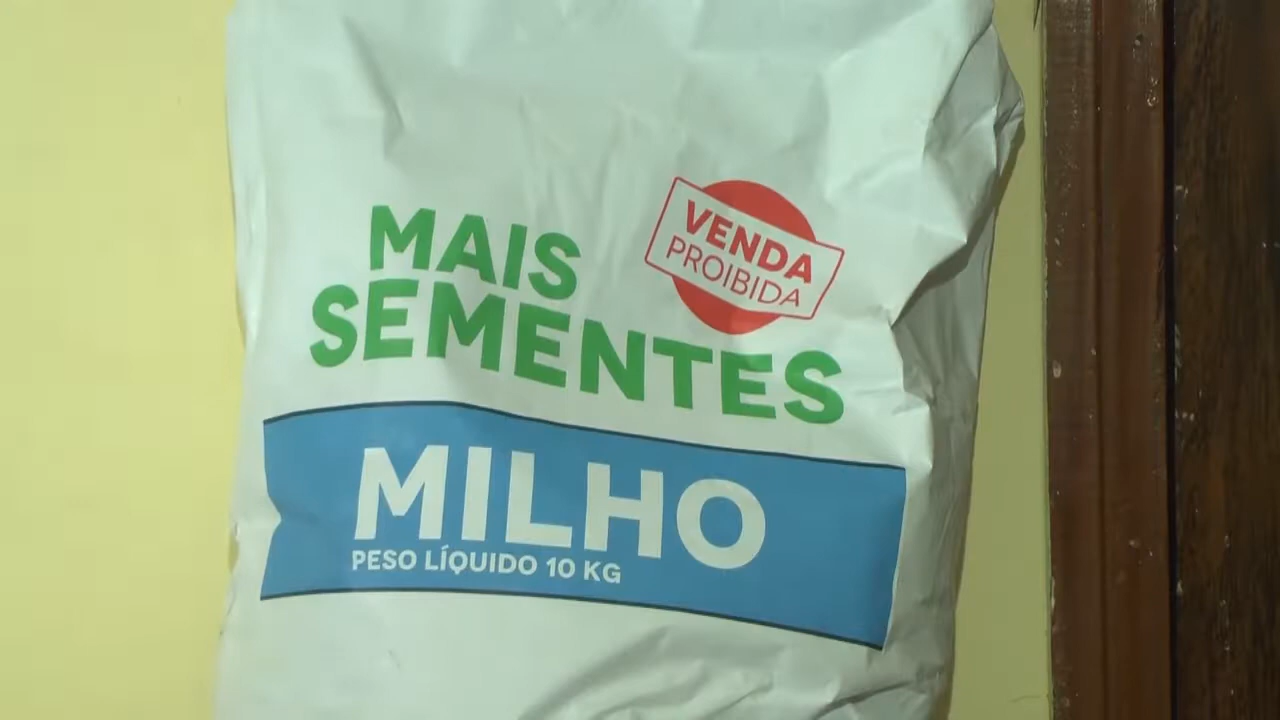 MAIS
SEMENTES
VENDA
PROIBIDA
MILHO
PESO LÍQUIDO 10 KG